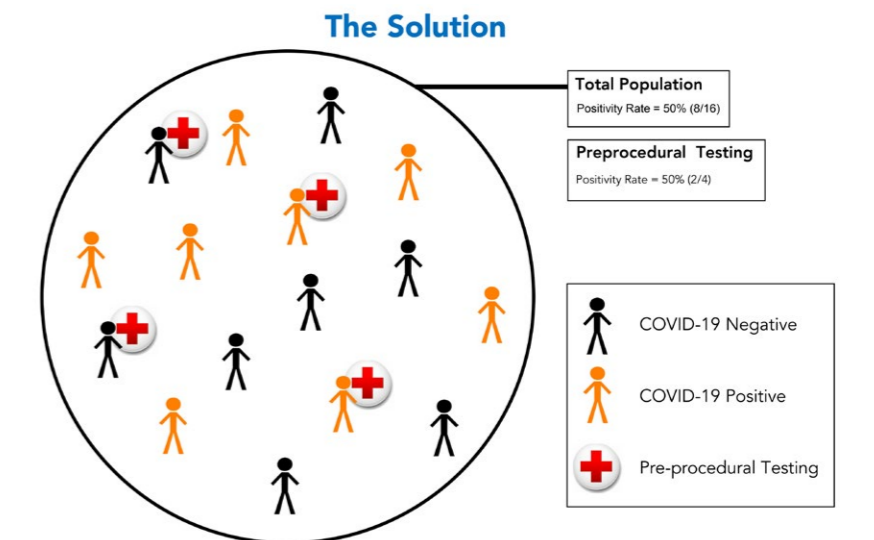 The Solution
Total Population
Positivity Rate = 50% (8/16)
Preprocedural Testing
Positivity Rate = 50% (2/4)
COVID-19 Negative
COVID-19 Positive
Pre-procedural Testing